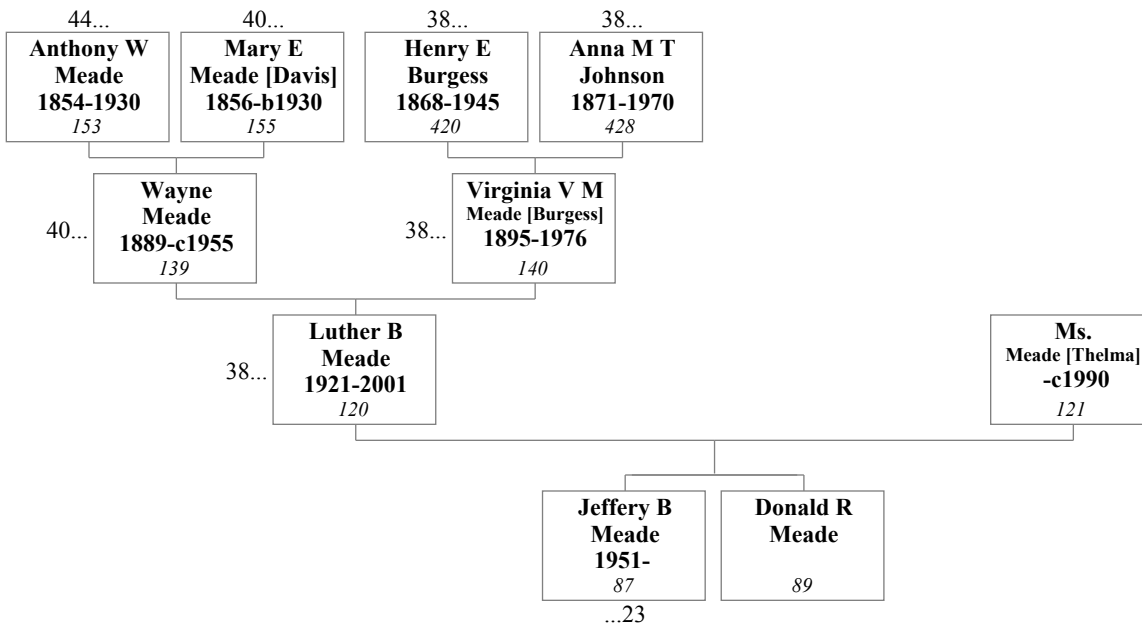 44...
Anthony W
Meade
1854-1930
153
40...
Mary E
Meade [Davis]
1856-b1930
155
38...
Henry E
Burgess
1868-1945
420
38...
Anna M T
Johnson
1871-1970
428
40...
Wayne
Meade
1889-c1955
139
38...
Virginia V M
Meade [Burgess]
1895-1976
140
38...
Luther B
Meade
1921-2001
120
Ms.
Meade [Thelma]
-c1990
121
Jeffery B
Meade
1951-
87
...23
Donald R
Meade
89